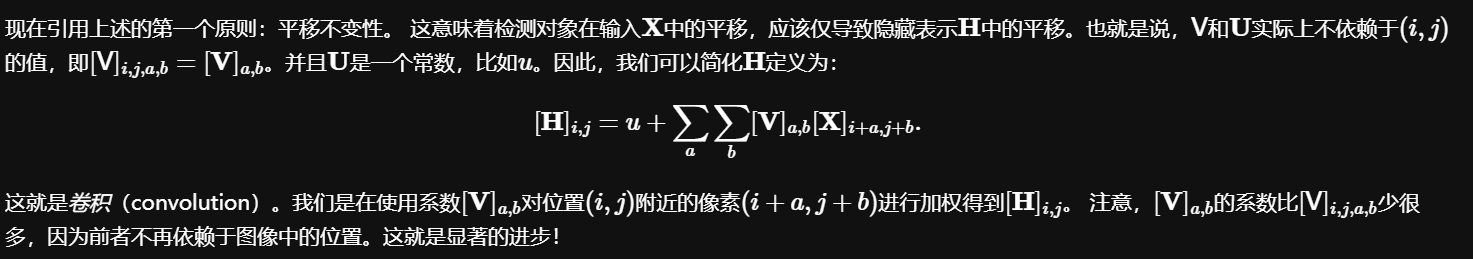 现在引用上述的第一个原则：平移不变性。 这意味着检测对象在输入X中的平移，应该仅导致隐藏表示H中的平移。也就是说，V和U实际上不依赖于(i, j)
的值，即[V]i,j,a,b = [V]a,b。并且U是一个常数，比如u。因此，我们可以简化H定义为：
[H]i,j = u + ∑a ∑b [V]a,b[X]i+a,j+b.
这就是卷积（convolution）。我们是在使用系数[V]a,b对位置(i, j)附近的像素(i + a, j + b)进行加权得到[H]i,j。 注意，[V]a,b的系数比[V]i,j,a,b少很
多，因为前者不再依赖于图像中的位置。这就是显著的进步！